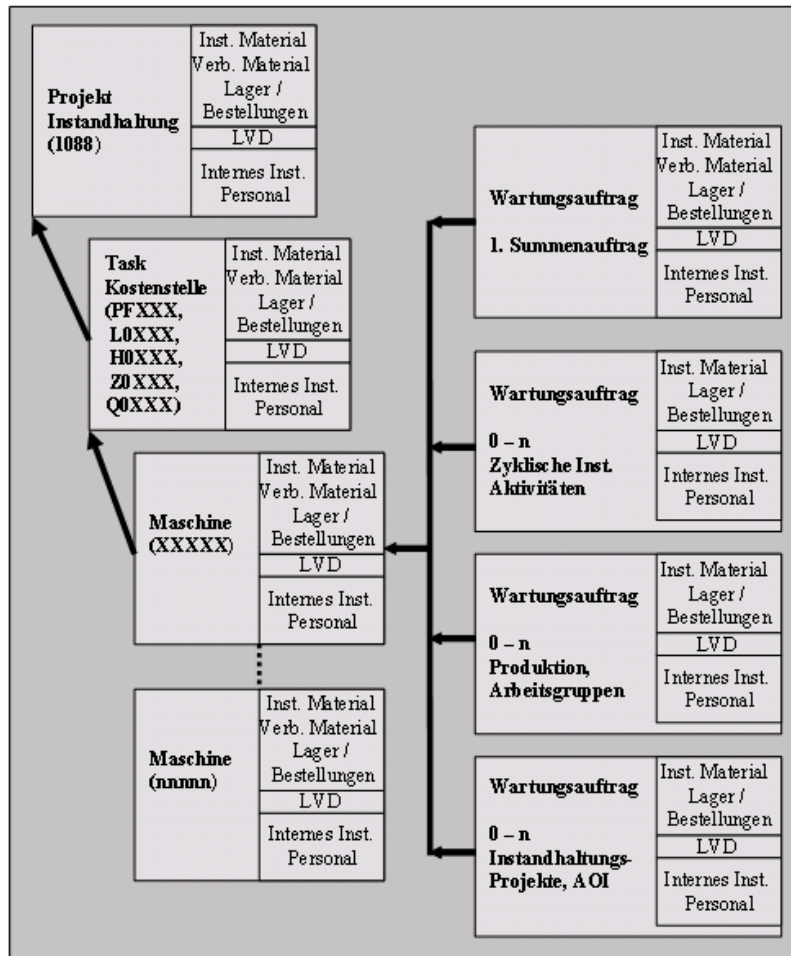 Projekt
Instandhaltung
(1088)
Inst. Material
Verb. Material
Lager /
Bestellungen
LVD
Internes Inst.
Personal
Task
Kostenstelle
(PFXXX,
L0XXX,
H0XXX,
Z0XXX,
Q0XXX)
Inst. Material
Verb. Material
Lager /
Bestellungen
LVD
Internes Inst.
Personal
Maschine
(XXXXX)
Inst. Material
Verb. Material
Lager /
Bestellungen
LVD
Internes Inst.
Personal
Maschine
(nnnnn)
Inst. Material
Verb. Material
Lager /
Bestellungen
LVD
Internes Inst.
Personal
Wartungsauftrag
1. Summenauftrag
Inst. Material
Verb. Material
Lager /
Bestellungen
LVD
Internes Inst.
Personal
Wartungsauftrag
0 – n
Zyklische Inst.
Aktivitäten
Inst. Material
Lager /
Bestellungen
LVD
Internes Inst.
Personal
Wartungsauftrag
0 – n
Produktion,
Arbeitsgruppen
Inst. Material
Lager /
Bestellungen
LVD
Internes Inst.
Personal
Wartungsauftrag
0 – n
Instandhaltungs-
Projekte, AOI
Inst. Material
Lager /
Bestellungen
LVD
Internes Inst.
Personal